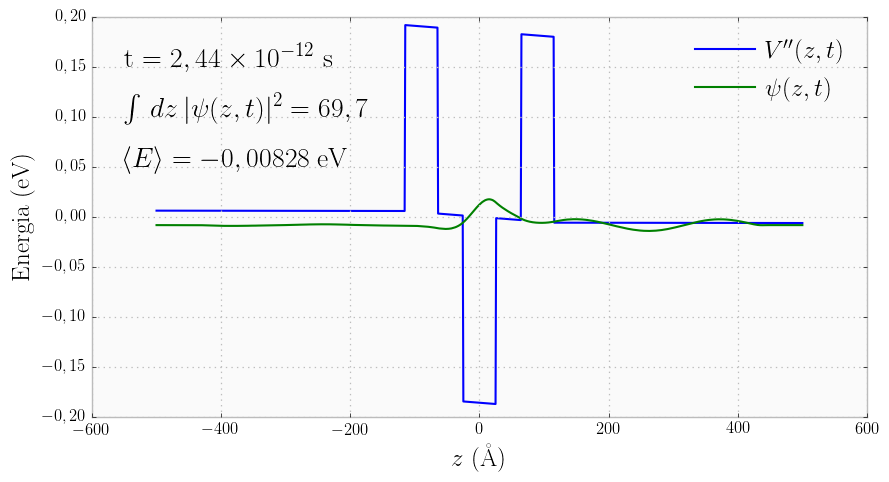 0,20
0,15
0,10
0,05
0,00
−0,05
−0,10
−0,15
−0,20
Energia (eV)
t = 2,44 × 10⁻¹² s
∫ dz |ψ(z,t)|² = 69,7
⟨E⟩ = −0,00828 eV
V′′(z,t)
ψ(z,t)
−600 −400 −200 0 200 400 600
z (Å)